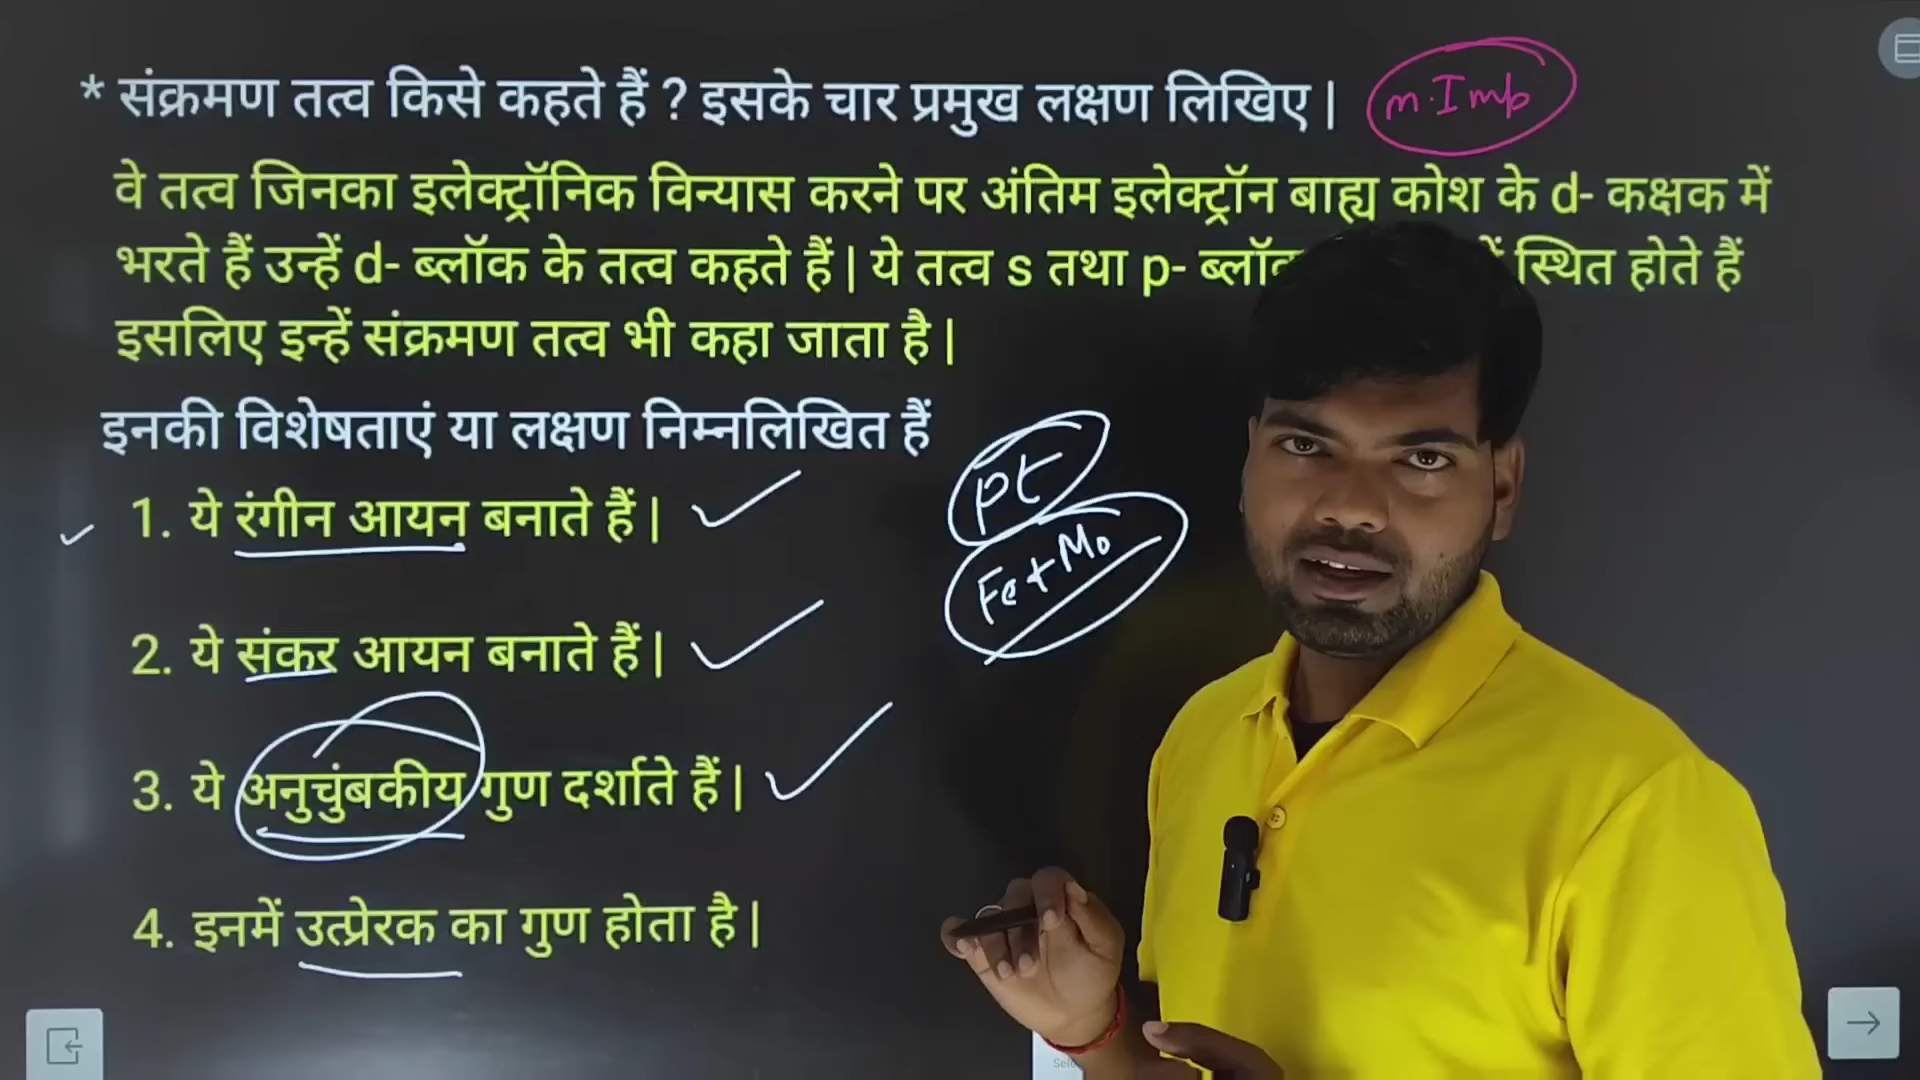 * संक्रमण तत्व किसे कहते हैं ? इसके चार प्रमुख लक्षण लिखिए | m.Imp
वे तत्व जिनका इलेक्ट्रॉनिक विन्यास करने पर अंतिम इलेक्ट्रॉन बाह्य कोश के d- कक्षक में
भरते हैं उन्हें d- ब्लॉक के तत्व कहते हैं | ये तत्व s तथा p- स्थित होते हैं
इसलिए इन्हें संक्रमण तत्व भी कहा जाता है |
इनकी विशेषताएं या लक्षण निम्नलिखित हैं
Pt
1. ये रंगीन आयन बनाते हैं |
Fe+Mo
2. ये संकर आयन बनाते हैं |
3. ये अनुचुंबकीय गुण दर्शाते हैं |
4. इनमें उत्प्रेरक का गुण होता है |